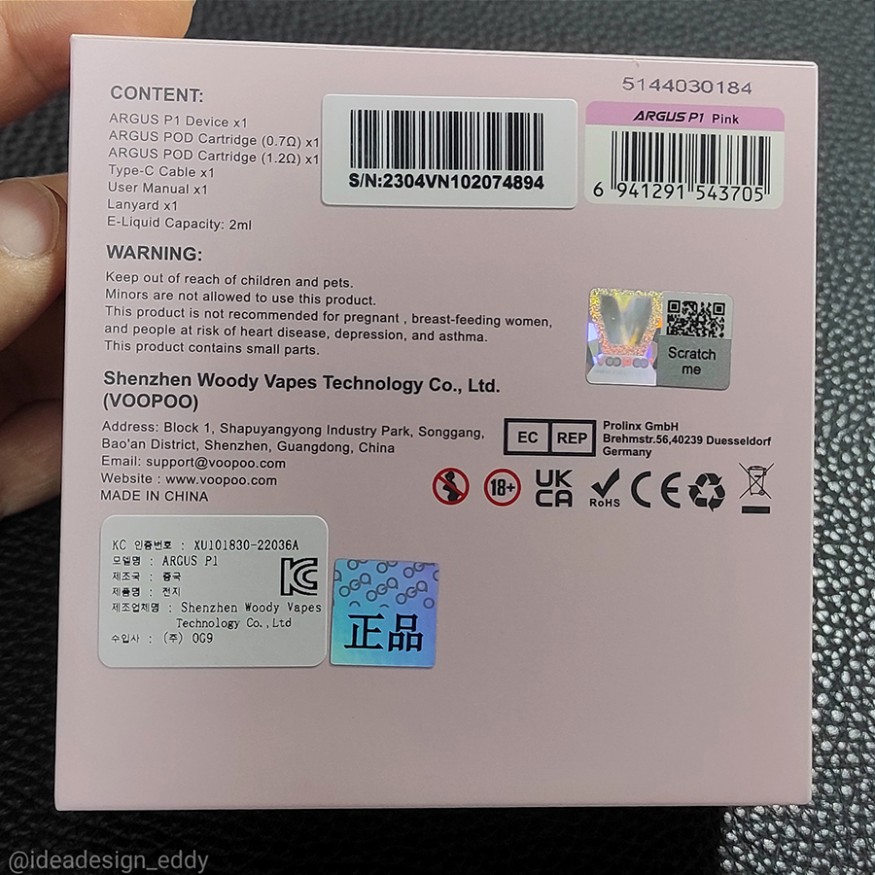 5144030184
CONTENT:
ARGUS P1 Device x1
ARGUS POD Cartridge (0.7Ω) x1
ARGUS POD Cartridge (1.2Ω) x1
Type-C Cable x1
User Manual x1
Lanyard x1
E-Liquid Capacity: 2ml
S/N:2304VN102074894
ARGUS P1 Pink
6 941291 543705
WARNING:
Keep out of reach of children and pets.
Minors are not allowed to use this product.
This product is not recommended for pregnant , breast-feeding women,
and people at risk of heart disease, depression, and asthma.
This product contains small parts.
Scratch
me
Shenzhen Woody Vapes Technology Co., Ltd.
(VOOPOO)
Address: Block 1, Shapuyangyong Industry Park, Songgang,
Bao'an District, Shenzhen, Guangdong, China
Email: support@voopoo.com
Website : www.voopoo.com
MADE IN CHINA
EC REP
Prolinx GmbH
Brehmstr.56,40239 Duesseldorf
Germany
18+
UK
CA
RoHS
CE
KC 인증번호 : XU101830-22036A
모델명 : ARGUS P1
제조국 : 중국
제품명 : 전지
제조업체명 : Shenzhen Woody Vapes
Technology Co.,Ltd
수입사 : (주) OG9
KC
正品
@ideadesign_eddy